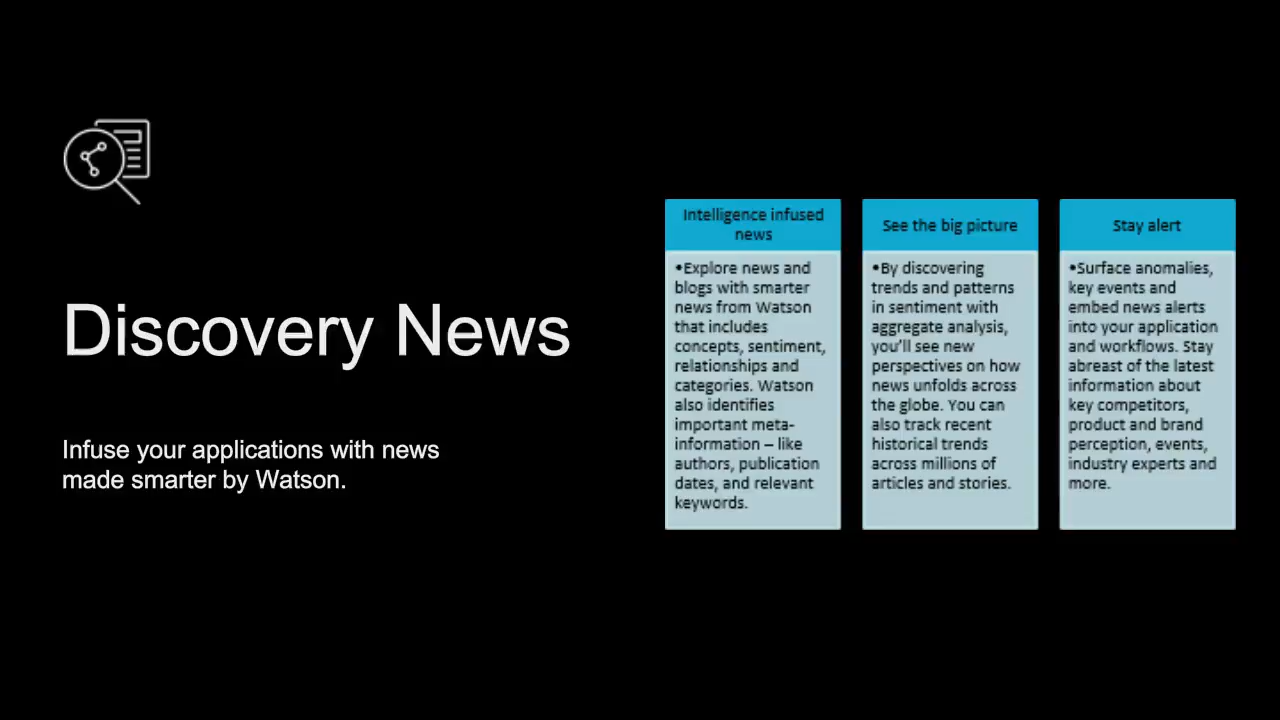 Discovery News
Infuse your applications with news
made smarter by Watson.
Intelligence infused
news
•Explore news and
blogs with smarter
news from Watson
that includes
concepts, sentiment,
relationships and
categories. Watson
also identifies
important meta-
information – like
authors, publication
dates, and relevant
keywords.
See the big picture
•By discovering
trends and patterns
in sentiment with
aggregate analysis,
you'll see new
perspectives on how
news unfolds across
the globe. You can
also track recent
historical trends
across millions of
articles and stories.
Stay alert
•Surface anomalies,
key events and
embed news alerts
into your application
and workflows. Stay
abreast of the latest
information about
key competitors,
product and brand
perception, events,
industry experts and
more.